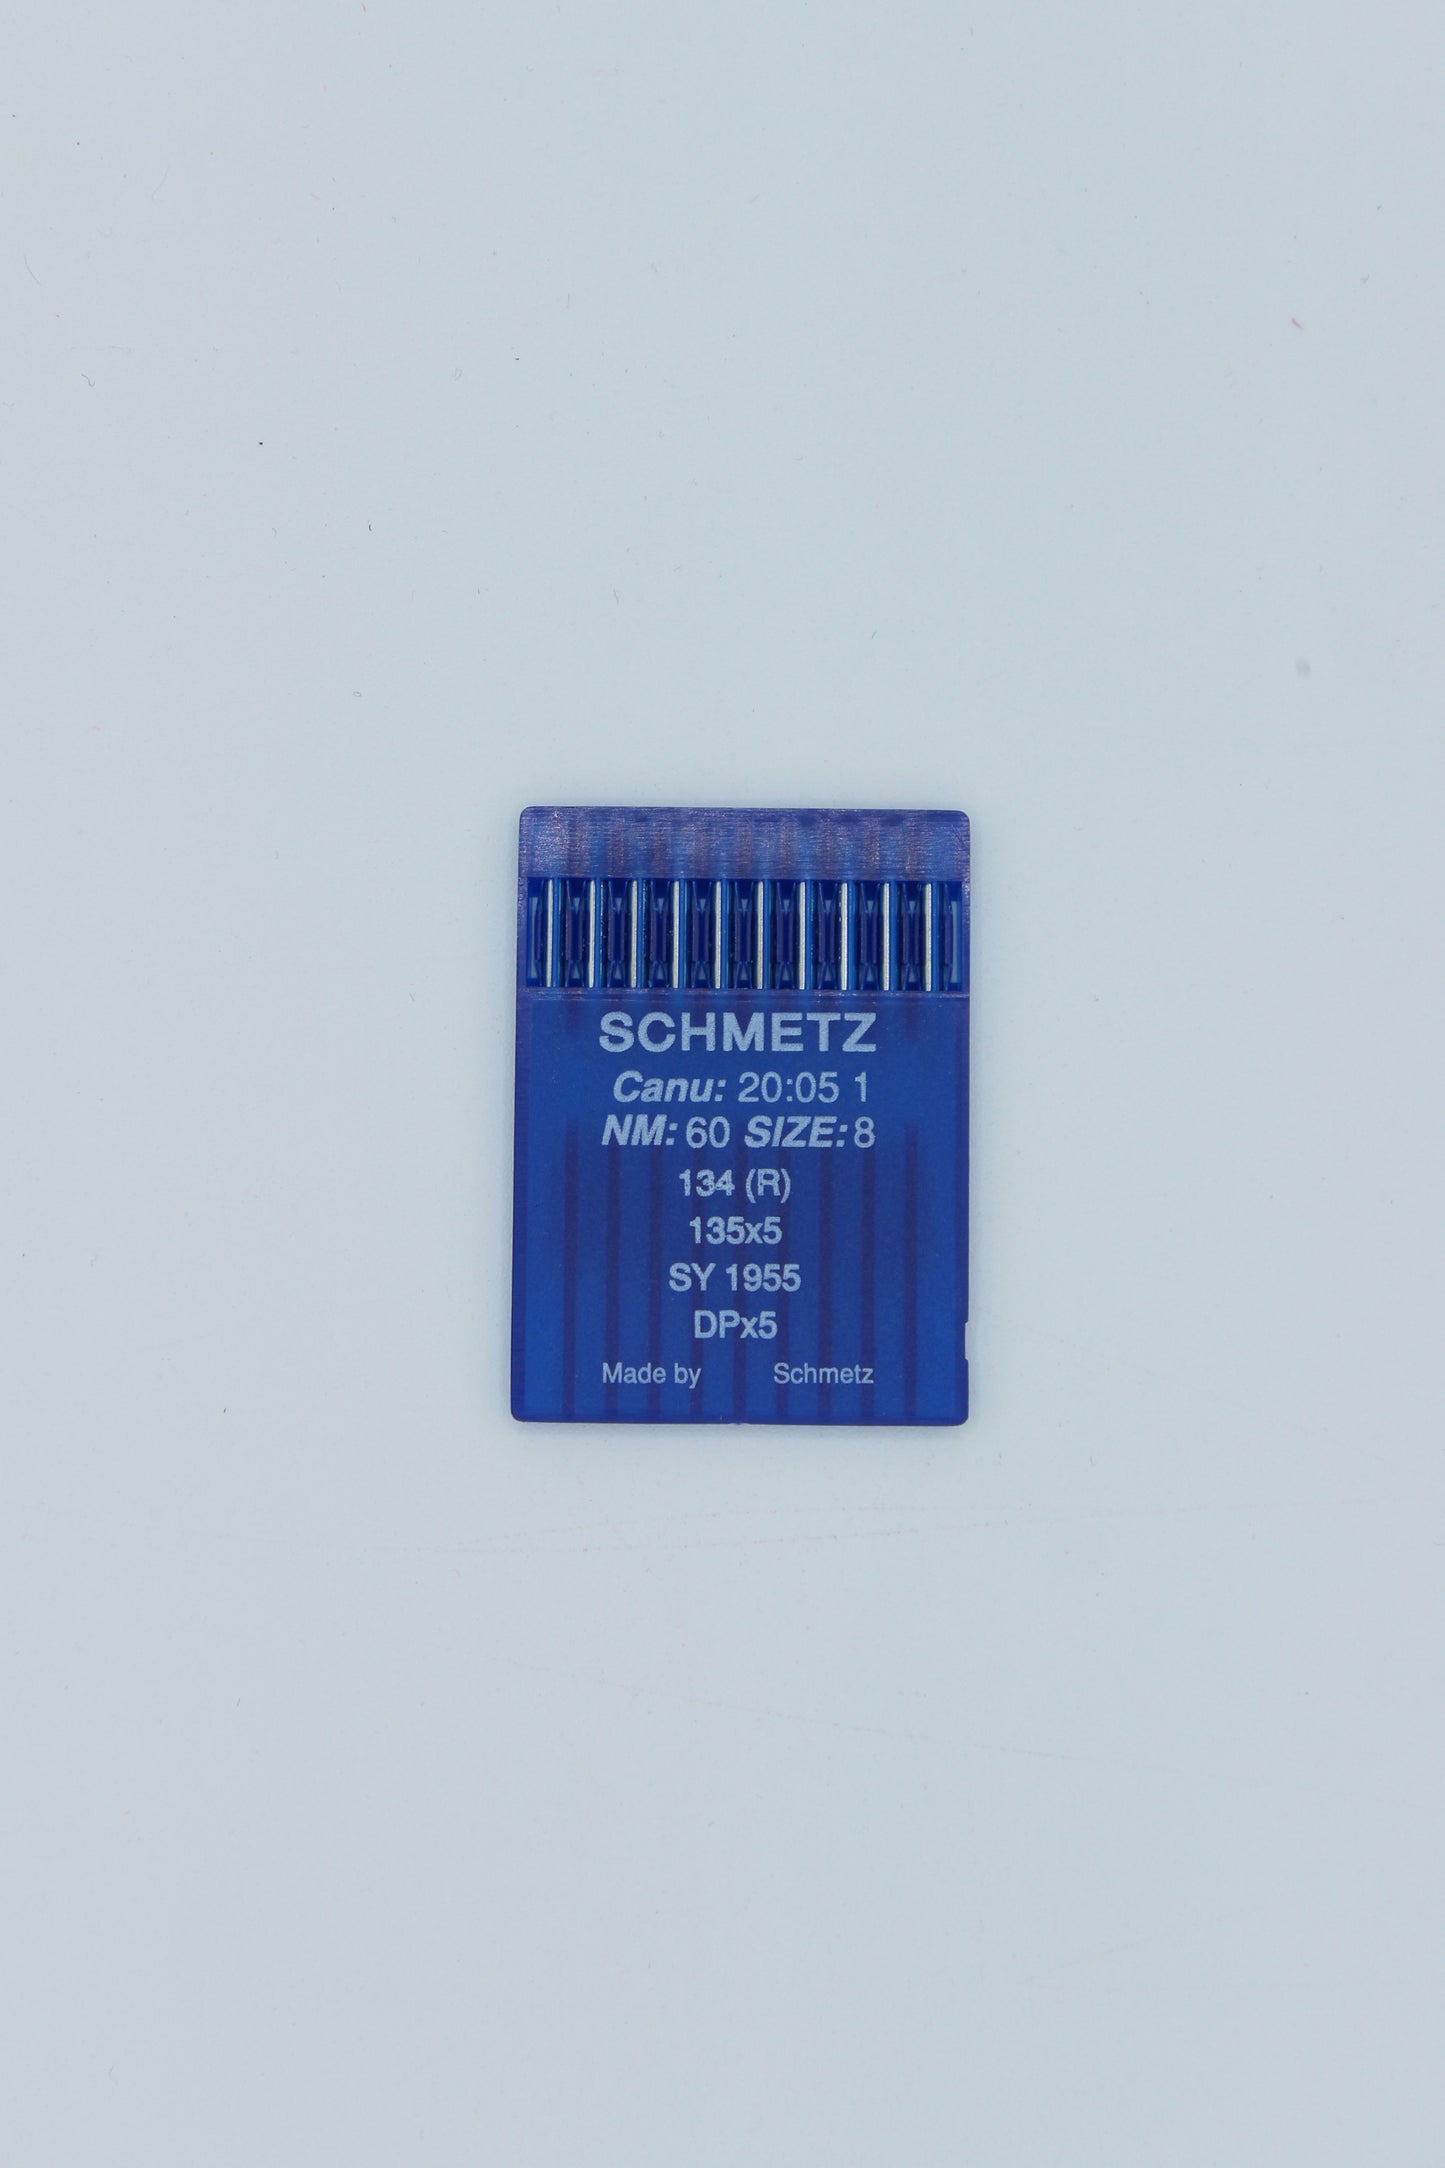 SCHMETZ
Canu: 20:05 1
NM: 60 SIZE: 8
134 (R)
135x5
SY 1955
DPx5
Made by Schmetz